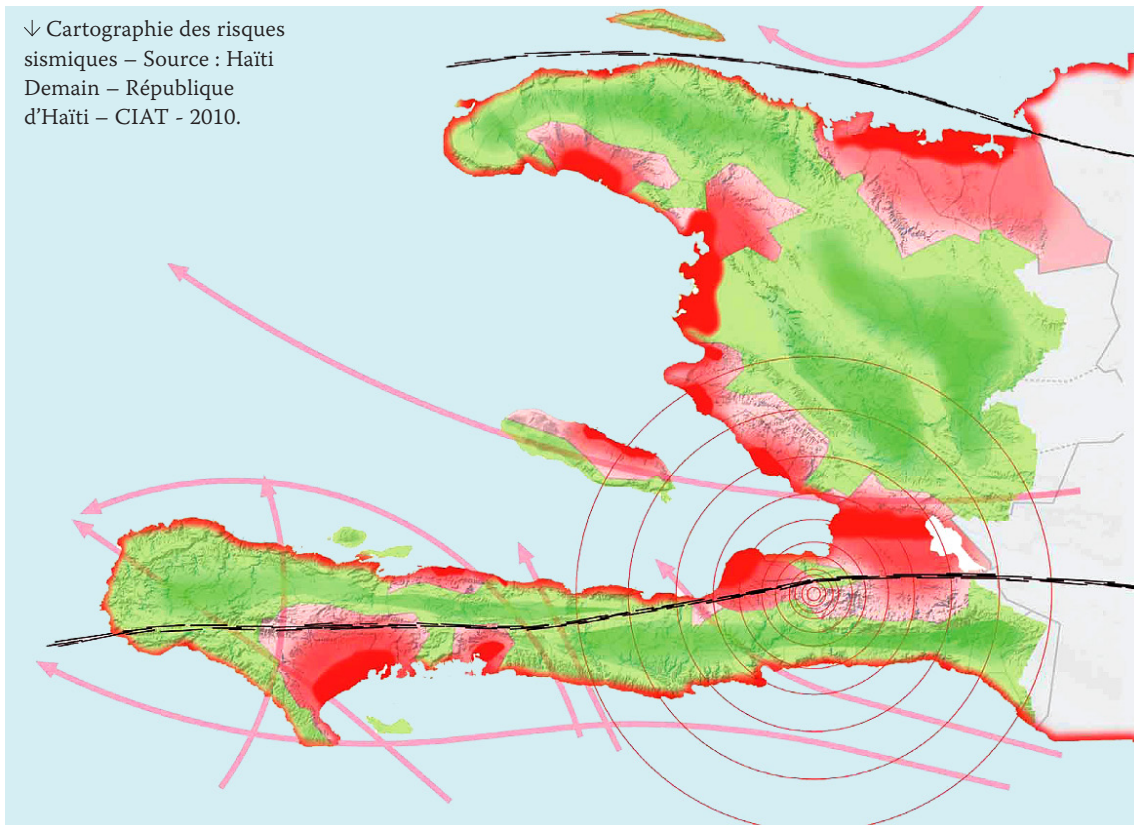 ↓ Cartographie des risques
sismiques – Source : Haïti
Demain – République
d’Haïti – CIAT - 2010.